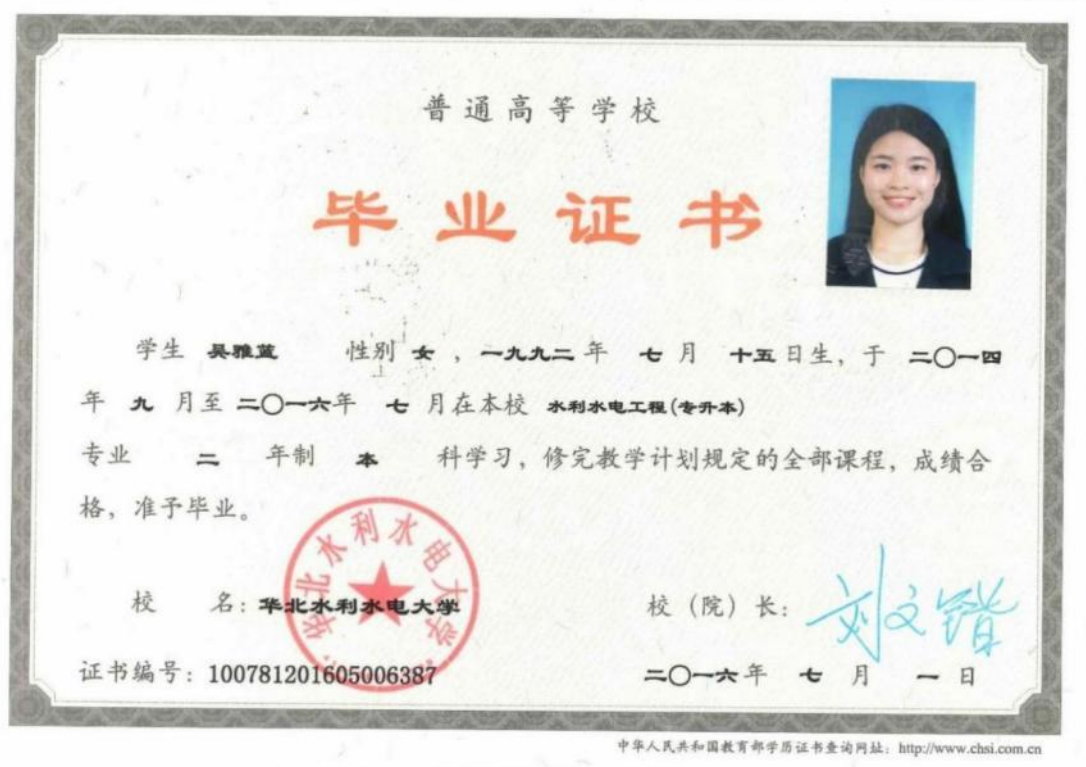 普通高等学校
毕业证书
学生 吴雅蓝 性别 女 ，一九九二 年 七 月 十五 日生，于 二〇一四
年 九 月至 二〇一六年 七 月在本校 水利水电工程(专升本)
专业 二 年制 本 科学习，修完教学计划规定的全部课程，成绩合
格，准予毕业。
华北水利水电大学
校 名：华北水利水电大学
校（院）长：刘文锴
证书编号：100781201605006387
二〇一六年 七 月 一 日
中华人民共和国教育部学历证书查询网址：http://www.chsi.com.cn